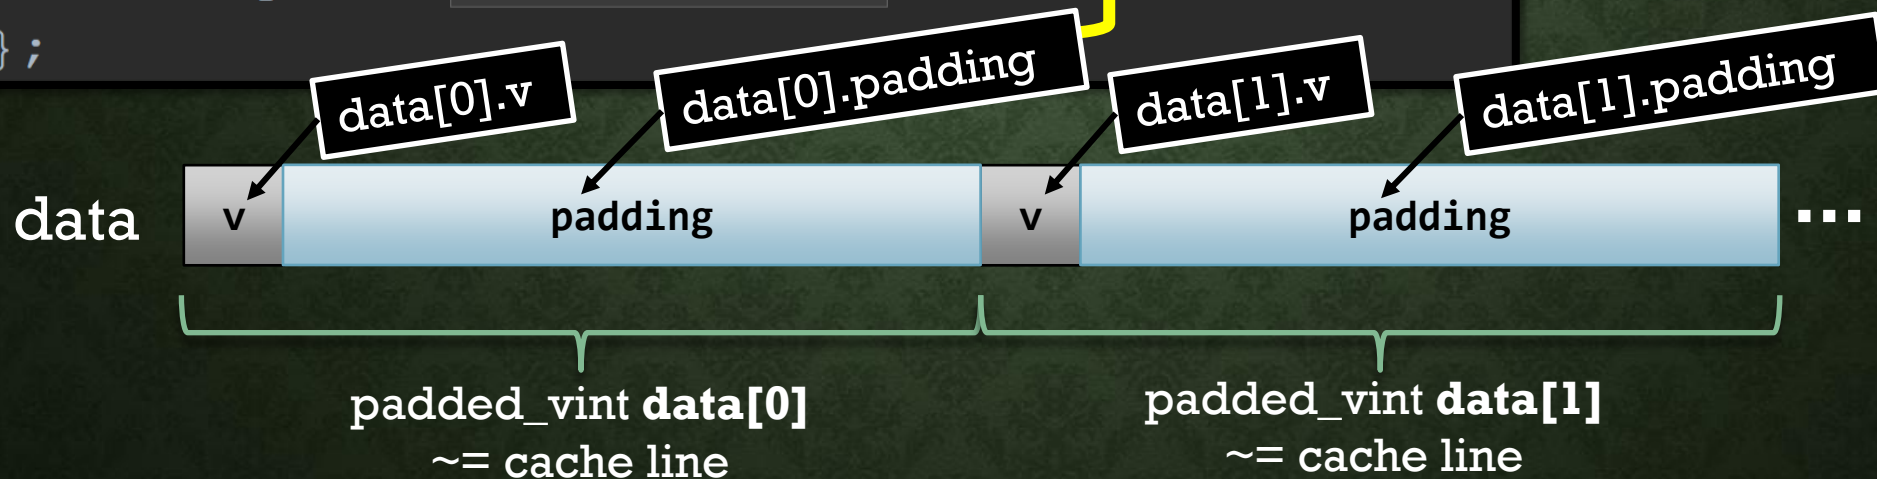 };
data[0].v
data[0].padding
data[1].v
data[1].padding
data
v
padding
v
padding
...
padded_vint data[0]
~= cache line
padded_vint data[1]
~= cache line